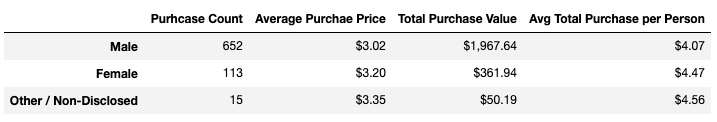 Purhcase Count Average Purchae Price Total Purchase Value Avg Total Purchase per Person
Male 652 $3.02 $1,967.64 $4.07
Female 113 $3.20 $361.94 $4.47
Other / Non-Disclosed 15 $3.35 $50.19 $4.56